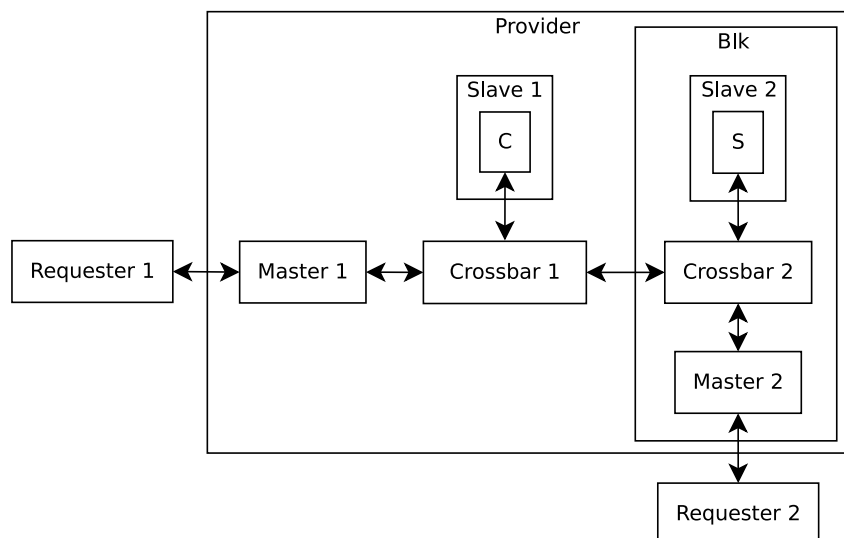 Provider
Blk
Slave 1
Slave 2
C
S
Requester 1
Master 1
Crossbar 1
Crossbar 2
Master 2
Requester 2